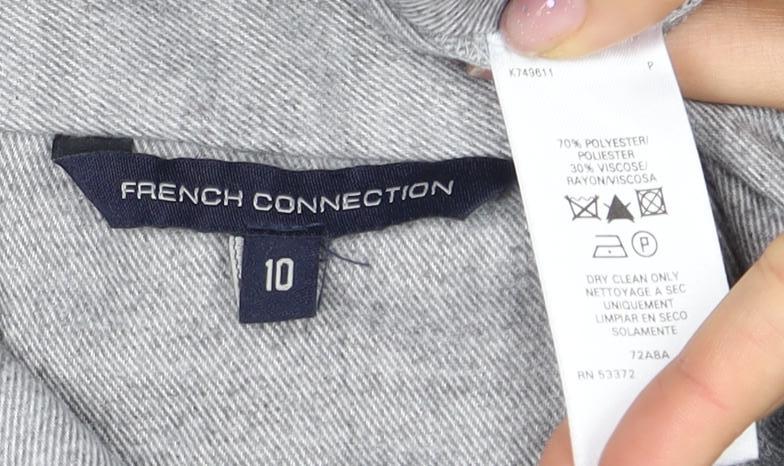 FRENCH CONNECTION
10
K749611 P
70% POLYESTER/
POLIESTER
30% VISCOSE/
RAYON/VISCOSA
P
DRY CLEAN ONLY
NETTOYAGE A SEC
UNIQUEMENT
LIMPIAR EN SECO
SOLAMENTE
72ABA
RN 53372